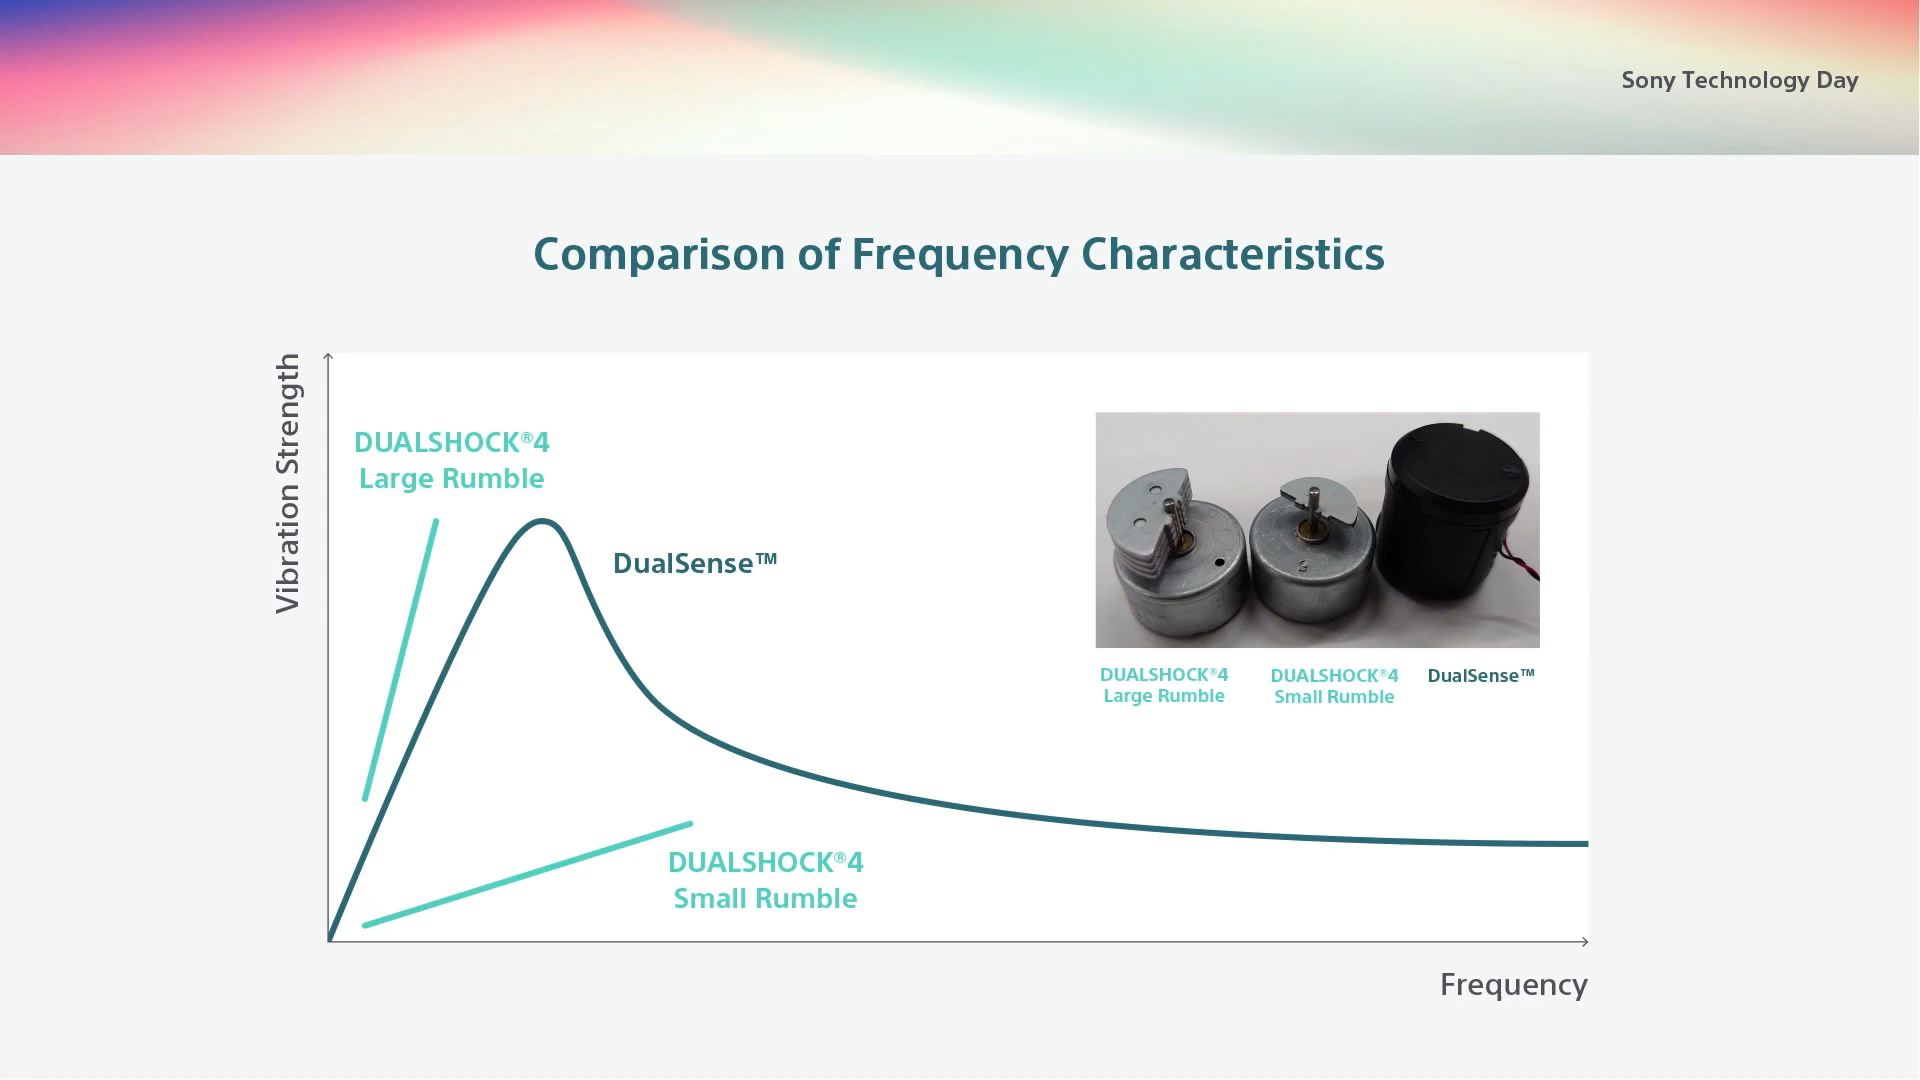 Sony Technology Day
Comparison of Frequency Characteristics
Vibration Strength
DUALSHOCK®4
Large Rumble
DualSense™
DUALSHOCK®4
Large Rumble
DUALSHOCK®4
Small Rumble
DualSense™
DUALSHOCK®4
Small Rumble
Frequency